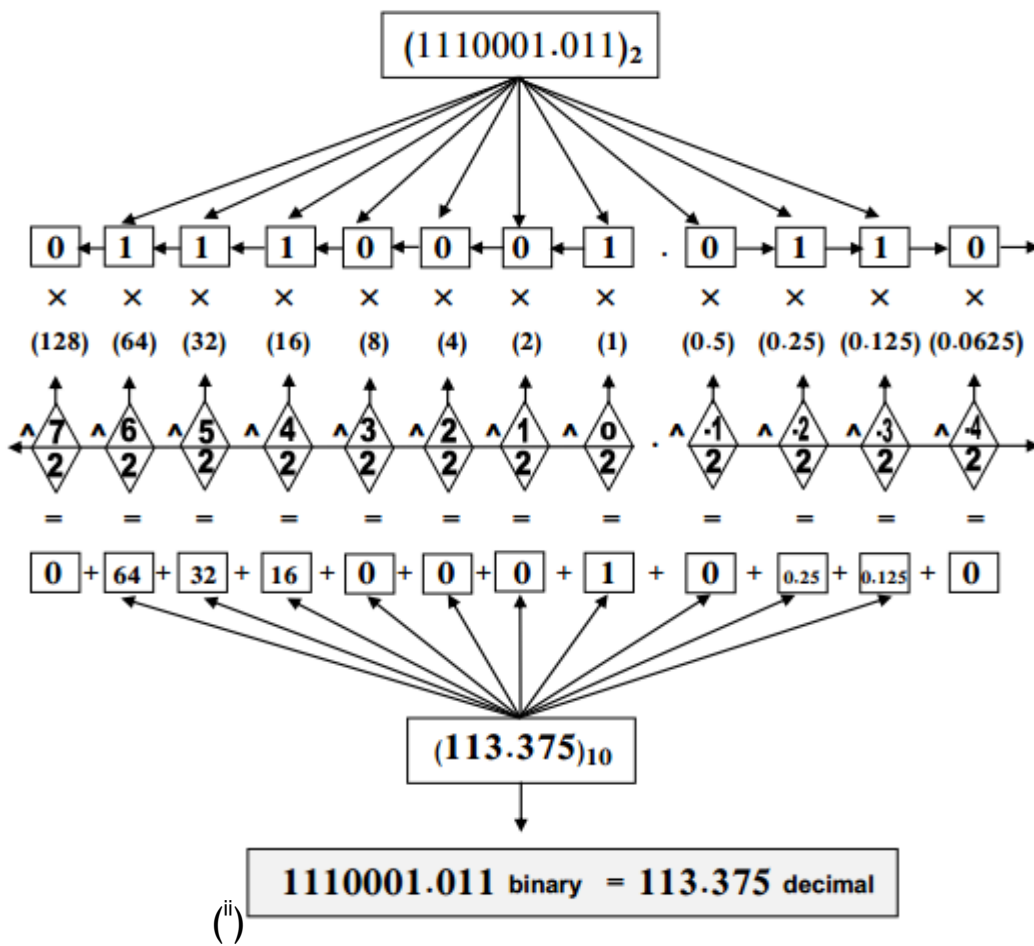 (1110001.011)₂
0 1 1 1 0 0 0 1 . 0 1 1 0
× × × × × × × × × × × ×
(128) (64) (32) (16) (8) (4) (2) (1) (0.5) (0.25) (0.125) (0.0625)
^ 7 ^ 6 ^ 5 ^ 4 ^ 3 ^ 2 ^ 1 ^ 0 . ^ -1 ^ -2 ^ -3 ^ -4
2 2 2 2 2 2 2 2 2 2 2 2
= = = = = = = = = = = =
0 + 64 + 32 + 16 + 0 + 0 + 0 + 1 + 0 + 0.25 + 0.125 + 0
(113.375)₁₀
1110001.011 binary = 113.375 decimal
(ii)